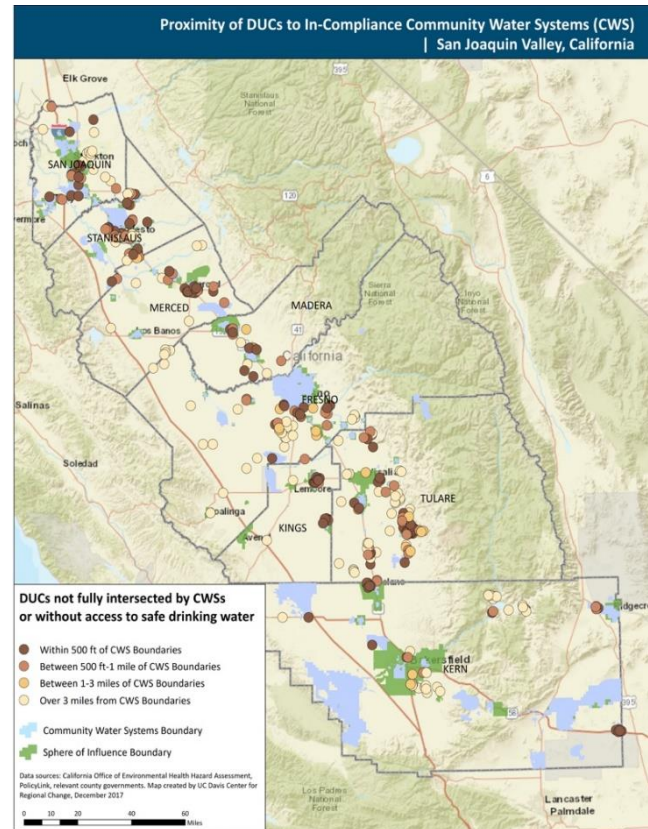 Proximity of DUCs to In-Compliance Community Water Systems (CWS)
| San Joaquin Valley, California
Elk Grove
395
Stanislaus
National
Forest
SAN JOAQUIN
6
120
STANISLAUS
MERCED
MADERA
Sierra
National
Forest
Inyo
National
Forest
41
California
Salinas
FRESNO
Soledad
Lemoore
TULARE
KINGS
DUCs not fully intersected by CWSs
or without access to safe drinking water
Within 500 ft of CWS Boundaries
Between 500 ft-1 mile of CWS Boundaries
Between 1-3 miles of CWS Boundaries
Over 3 miles from CWS Boundaries
Community Water Systems Boundary
Sphere of Influence Boundary
Data sources: California Office of Environmental Health Hazard Assessment,
PolicyLink, relevant county governments. Map created by UC Davis Center for
Regional Change, December 2017
0 10 20 40 60
Miles
KERN
58
395
Los Padres
National
Forest
Lancaster
Palmdale